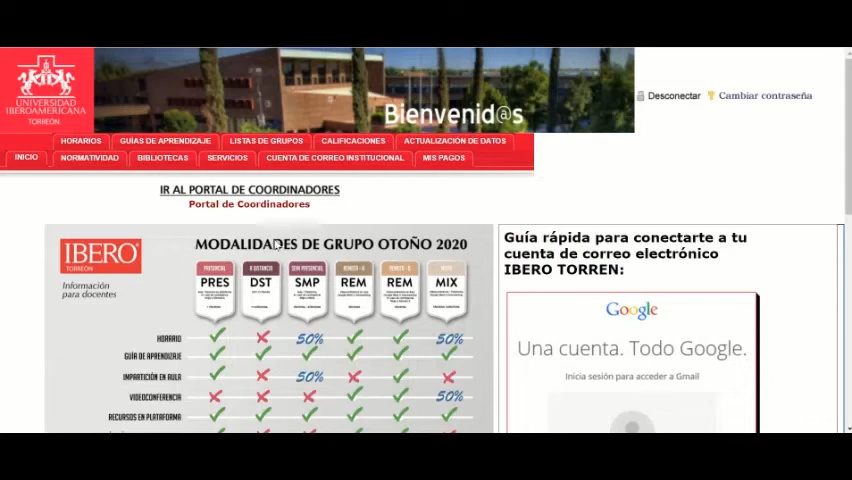 UNIVERSIDAD
IBEROAMERICANA
TORREÓN
Bienvenid@s
Desconectar
Cambiar contraseña
HORARIOS
GUÍAS DE APRENDIZAJE
LISTAS DE GRUPOS
CALIFICACIONES
ACTUALIZACIÓN DE DATOS
INICIO
NORMATIVIDAD
BIBLIOTECAS
SERVICIOS
CUENTA DE CORREO INSTITUCIONAL
MIS PAGOS
IR AL PORTAL DE COORDINADORES
Portal de Coordinadores
IBERO
TORREÓN
Información
para docentes
MODALIDADES DE GRUPO OTOÑO 2020
PRESENCIAL
A DISTANCIA
SEMI PRESENCIAL
PRES
DST
SMP
REM
REM
MIX
HORARIO
50%
50%
GUÍA DE APRENDIZAJE
IMPARTICIÓN EN AULA
50%
VIDEOCONFERENCIA
50%
RECURSOS EN PLATAFORMA
Guía rápida para conectarte a tu
cuenta de correo electrónico
IBERO TORREN:
Google
Una cuenta. Todo Google.
Inicia sesión para acceder a Gmail